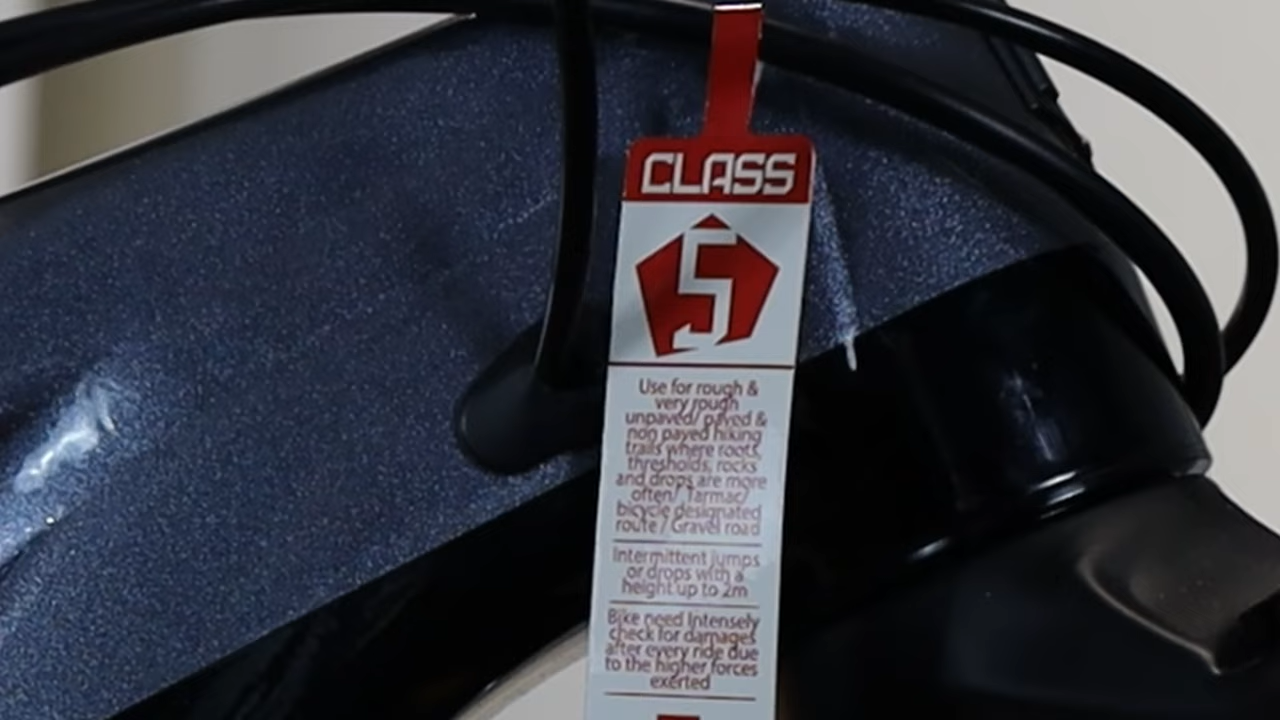 CLASS
5
Use for rough &
very rough
unpaved/ paved &
non paved hiking
trails where roots,
thresholds, rocks
and drops are more
often/ Tarmac/
bicycle designated
route / Gravel road
Intermittent jumps
or drops with a
height up to 2m
Bike need Intensely
check for damages
after every ride due
to the higher forces
exerted